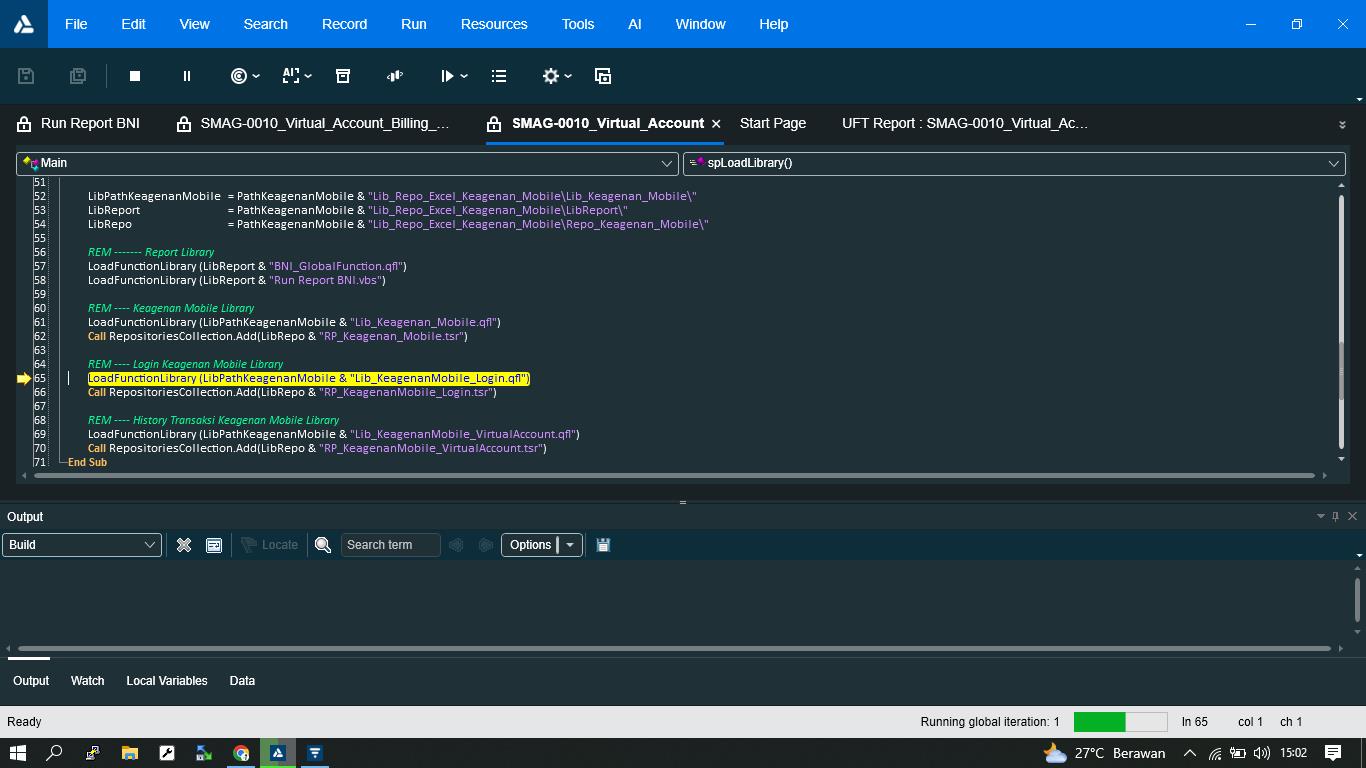 File Edit View Search Record Run Resources Tools AI Window Help
AI
Run Report BNI SMAG-0010_Virtual_Account_Billing_... SMAG-0010_Virtual_Account Start Page UFT Report : SMAG-0010_Virtual_Ac...
Main spLoadLibrary()
51
52 LibPathKeagenanMobile = PathKeagenanMobile & "Lib_Repo_Excel_Keagenan_Mobile\Lib_Keagenan_Mobile\"
53 LibReport = PathKeagenanMobile & "Lib_Repo_Excel_Keagenan_Mobile\LibReport\"
54 LibRepo = PathKeagenanMobile & "Lib_Repo_Excel_Keagenan_Mobile\Repo_Keagenan_Mobile\"
55
56 REM ------- Report Library
57 LoadFunctionLibrary (LibReport & "BNI_GlobalFunction.qfl")
58 LoadFunctionLibrary (LibReport & "Run Report BNI.vbs")
59
60 REM ---- Keagenan Mobile Library
61 LoadFunctionLibrary (LibPathKeagenanMobile & "Lib_Keagenan_Mobile.qfl")
62 Call RepositoriesCollection.Add(LibRepo & "RP_Keagenan_Mobile.tsr")
63
64 REM ---- Login Keagenan Mobile Library
65 LoadFunctionLibrary (LibPathKeagenanMobile & "Lib_KeagenanMobile_Login.qfl")
66 Call RepositoriesCollection.Add(LibRepo & "RP_KeagenanMobile_Login.tsr")
67
68 REM ---- History Transaksi Keagenan Mobile Library
69 LoadFunctionLibrary (LibPathKeagenanMobile & "Lib_KeagenanMobile_VirtualAccount.qfl")
70 Call RepositoriesCollection.Add(LibRepo & "RP_KeagenanMobile_VirtualAccount.tsr")
71 End Sub
Output
Build Locate Search term Options
Output Watch Local Variables Data
Ready Running global iteration: 1 ln 65 col 1 ch 1
27°C Berawan 15:02